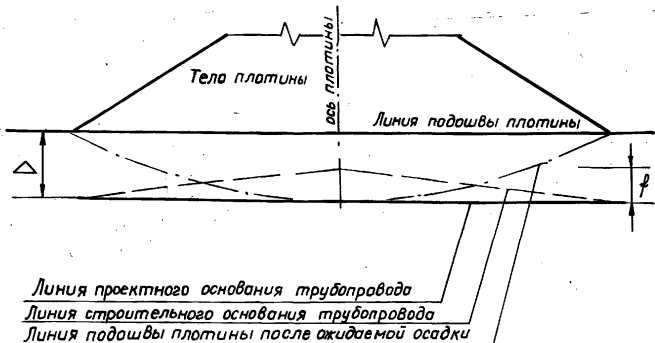 Тело плотины
ось плотины
Линия подошвы плотины
Δ
f
Линия проектного основания трубопровода
Линия строительного основания трубопровода
Линия подошвы плотины после ожидаемой осадки